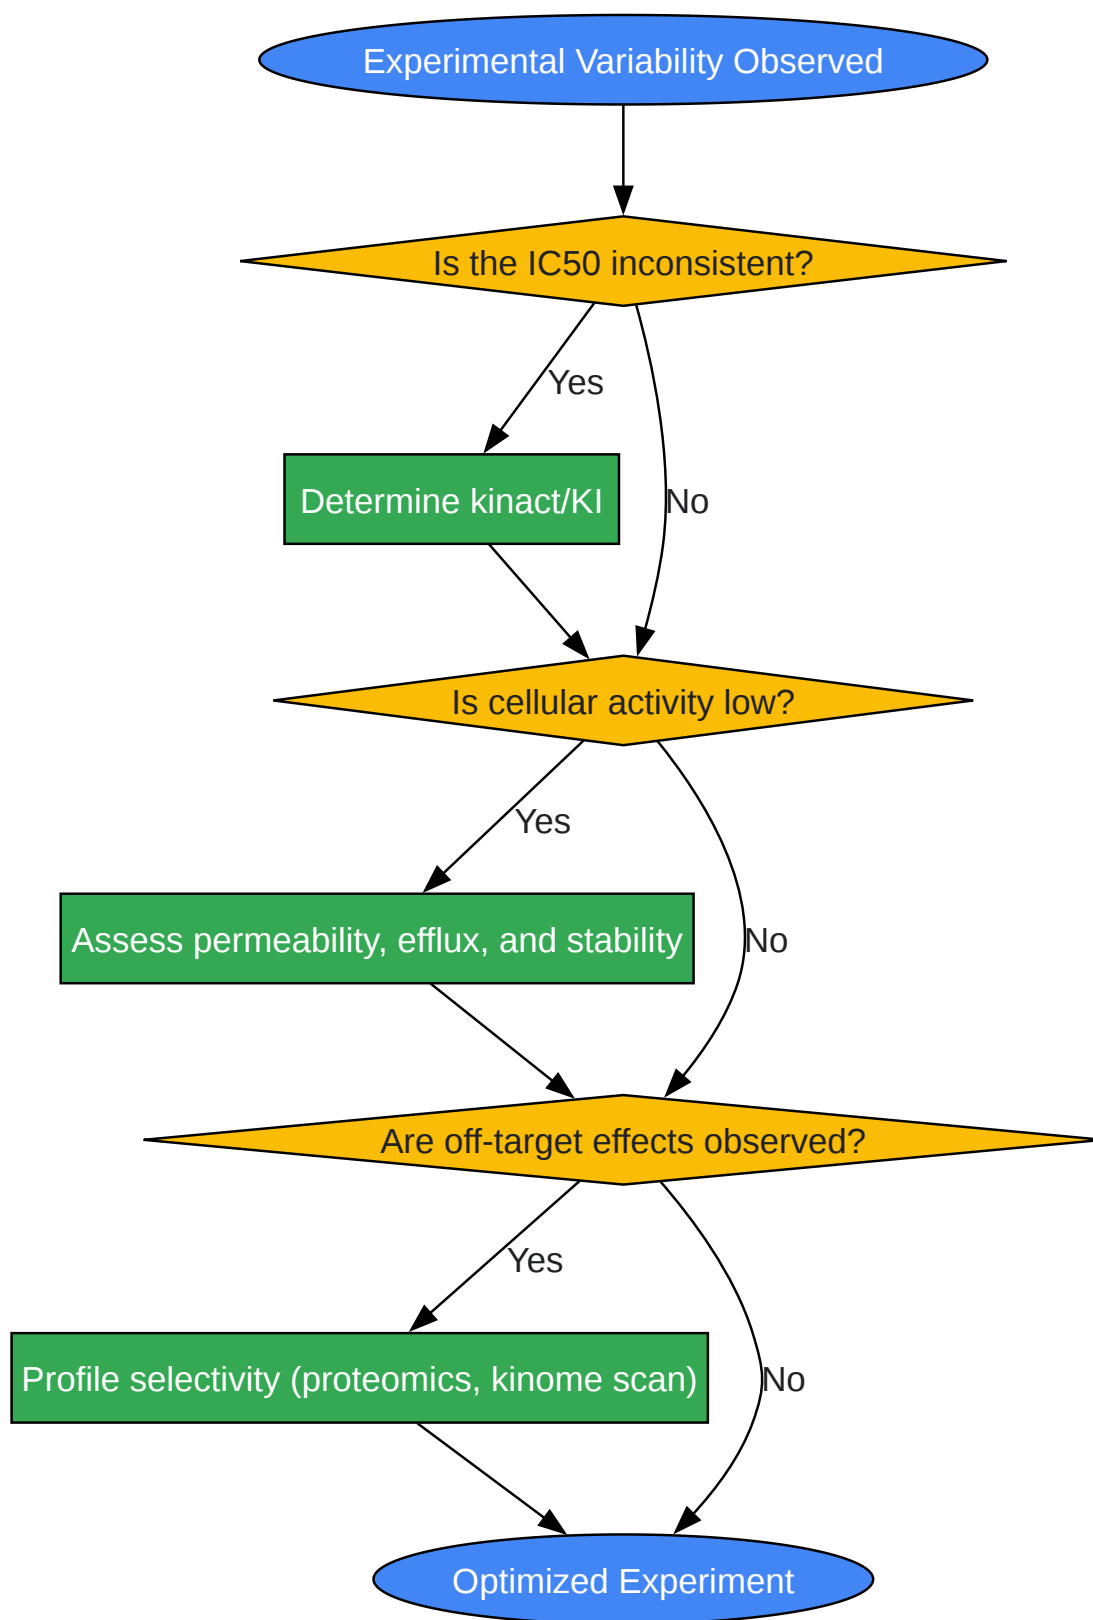 Experimental Variability Observed
Is the IC50 inconsistent?
Yes
Determine kinact/KI
No
Is cellular activity low?
Yes
Assess permeability, efflux, and stability
No
Are off-target effects observed?
Yes
Profile selectivity (proteomics, kinome scan)
No
Optimized Experiment